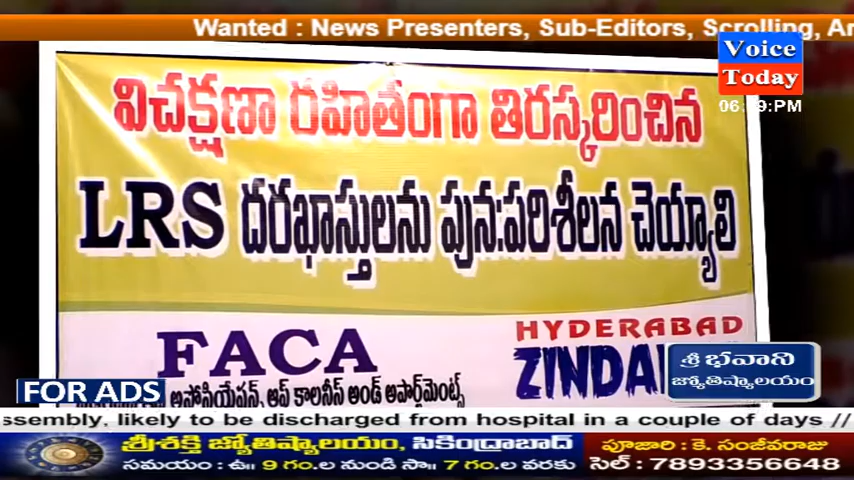 Wanted : News Presenters, Sub-Editors, Scrolling,
Voice
Today
PM
విచక్షణా రహితంగా తిరస్కరించిన
LRS దరఖాస్తులను పున:పరిశీలన చెయ్యాలి
FACA
అసోసియేషన్, ఆఫ్ కాలనీస్ అండ్ అపార్ట్‌మెంట్స్
HYDERABAD
శ్రీ భవాని
జ్యోతిష్యాలయం
FOR ADS
ssembly, likely to be discharged from hospital in a couple of days //
శ్రీశక్తి జ్యోతిష్యాలయం, సికింద్రాబాద్
పూజారి : కె. సంజీవరాజు
సమయం : ఉ॥ 9 గం.ల నుండి సా॥ 7 గం.ల వరకు
సెల్ : 7893356648